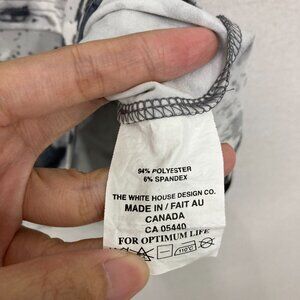 94% POLYESTER
6% SPANDEX
THE WHITE HOUSE DESIGN CO.
MADE IN / FAIT AU
CANADA
CA 05440
FOR OPTIMUM LIFE
110°C